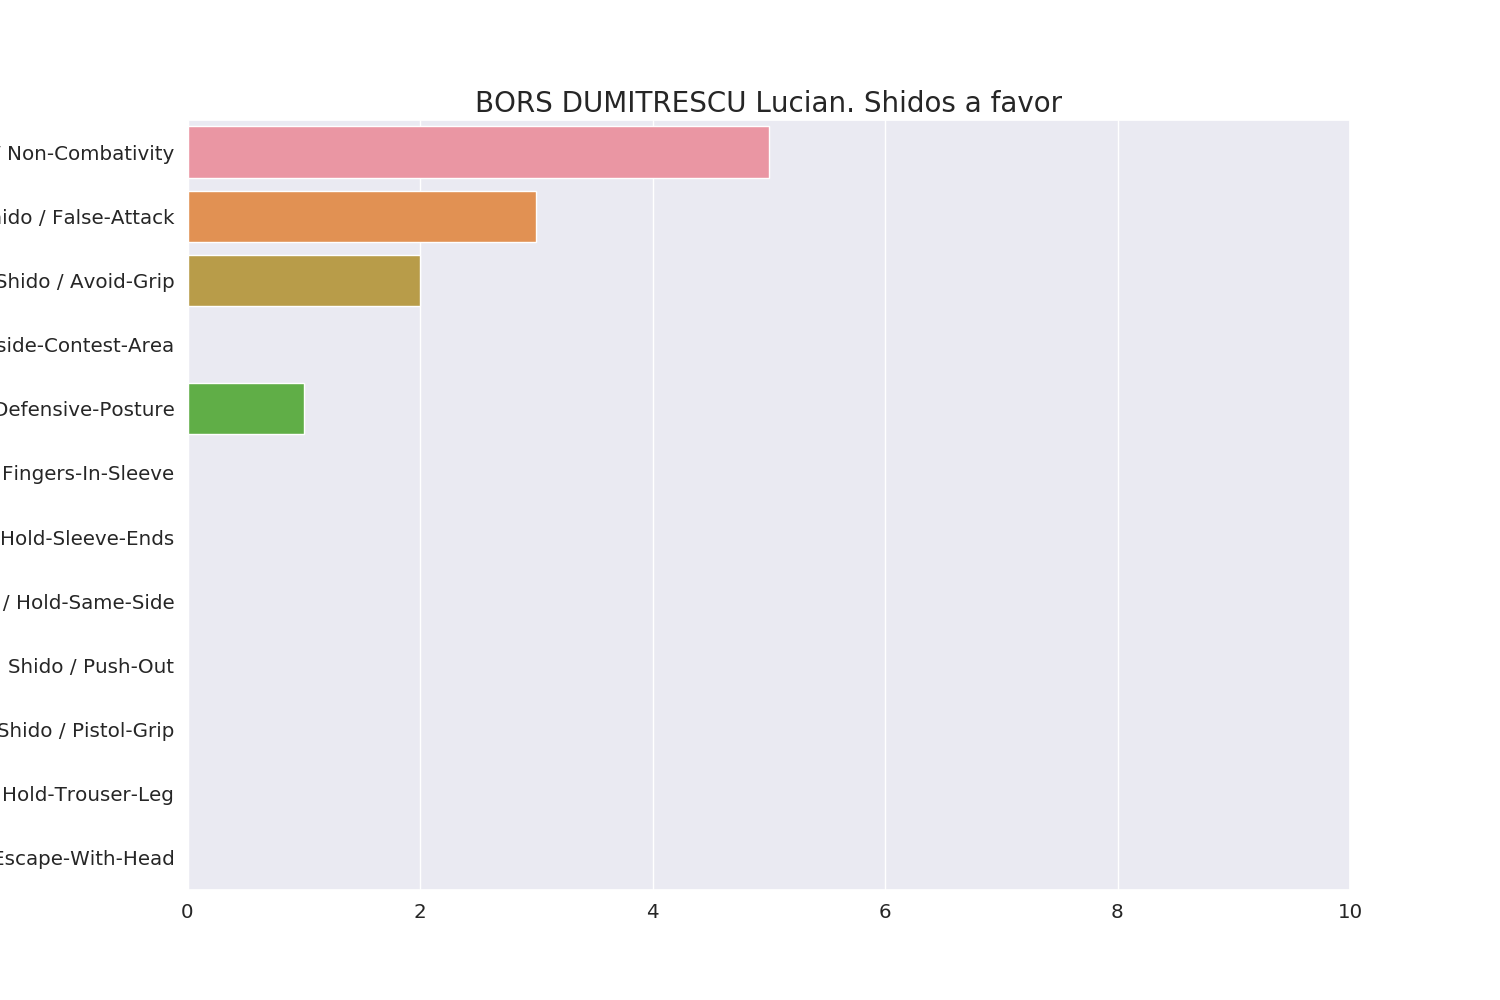 BORS DUMITRESCU Lucian. Shidos a favor
/ Non-Combativity
ido / False-Attack
Shido / Avoid-Grip
side-Contest-Area
Defensive-Posture
Fingers-In-Sleeve
Hold-Sleeve-Ends
/ Hold-Same-Side
Shido / Push-Out
Shido / Pistol-Grip
Hold-Trouser-Leg
Escape-With-Head
0 2 4 6 8 10